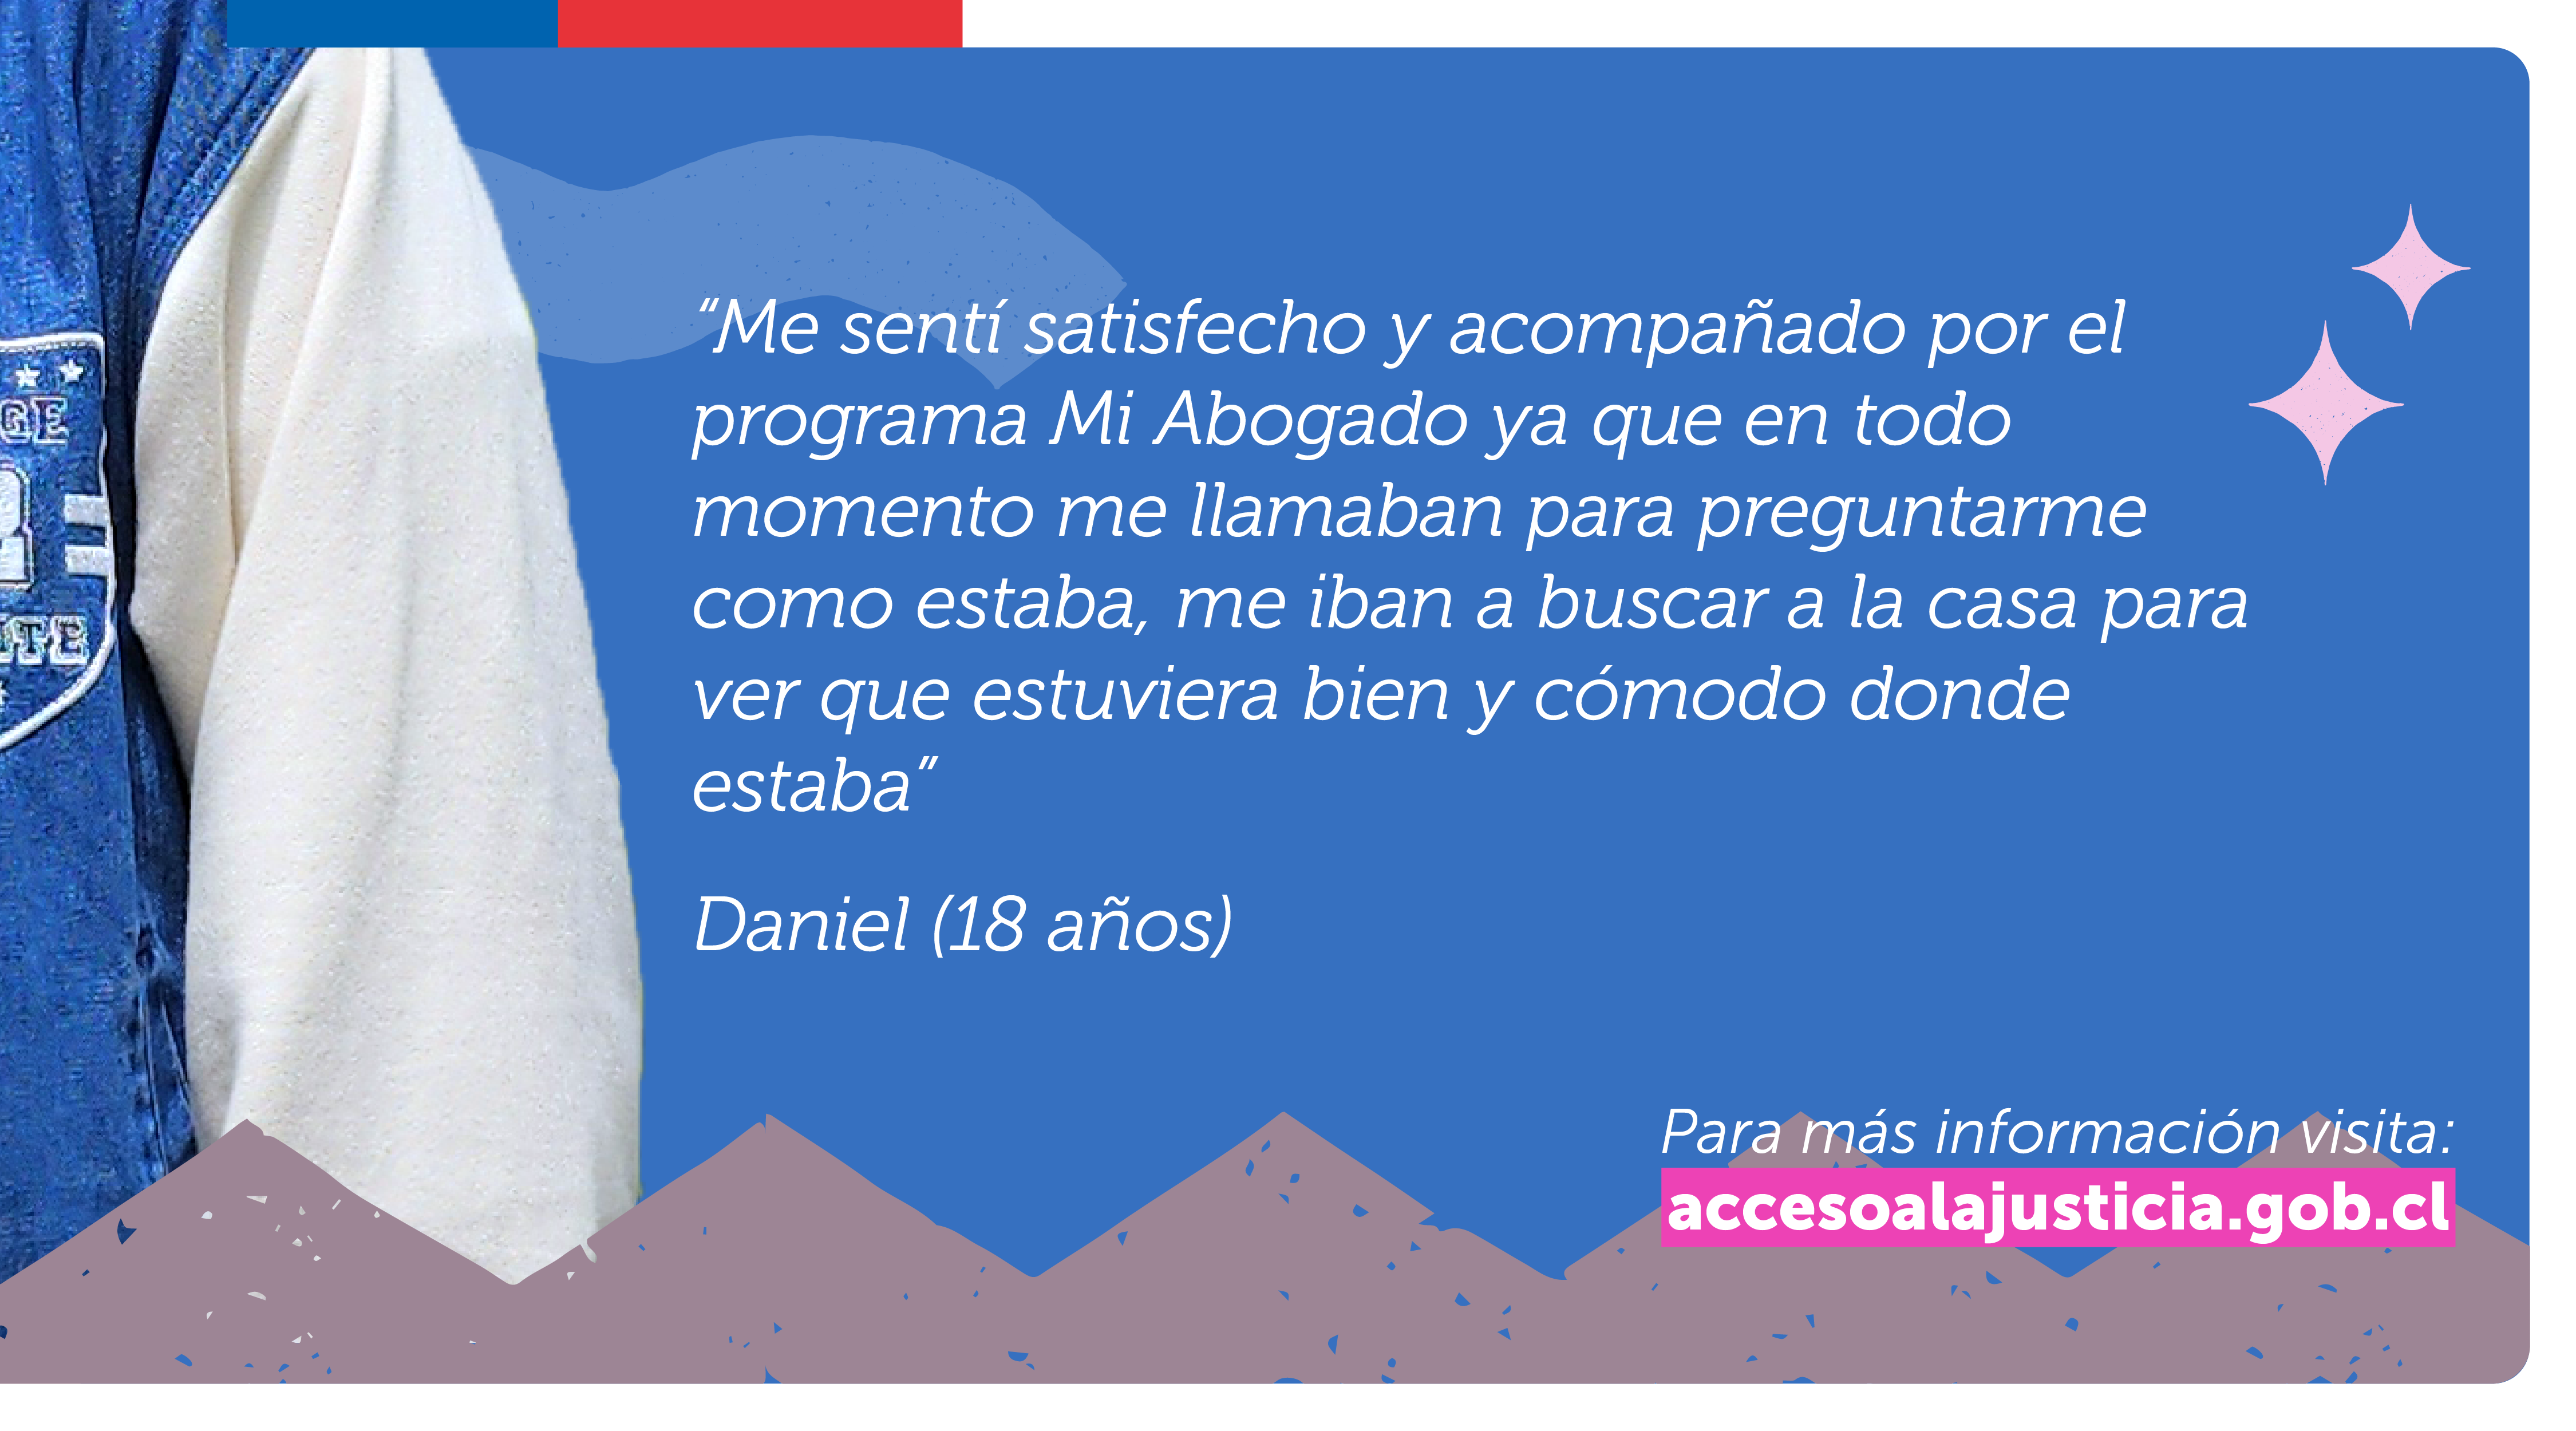 “Me sentí satisfecho y acompañado por el
programa Mi Abogado ya que en todo
momento me llamaban para preguntarme
como estaba, me iban a buscar a la casa para
ver que estuviera bien y cómodo donde
estaba”
Daniel (18 años)
Para más información visita:
accesoalajusticia.gob.cl